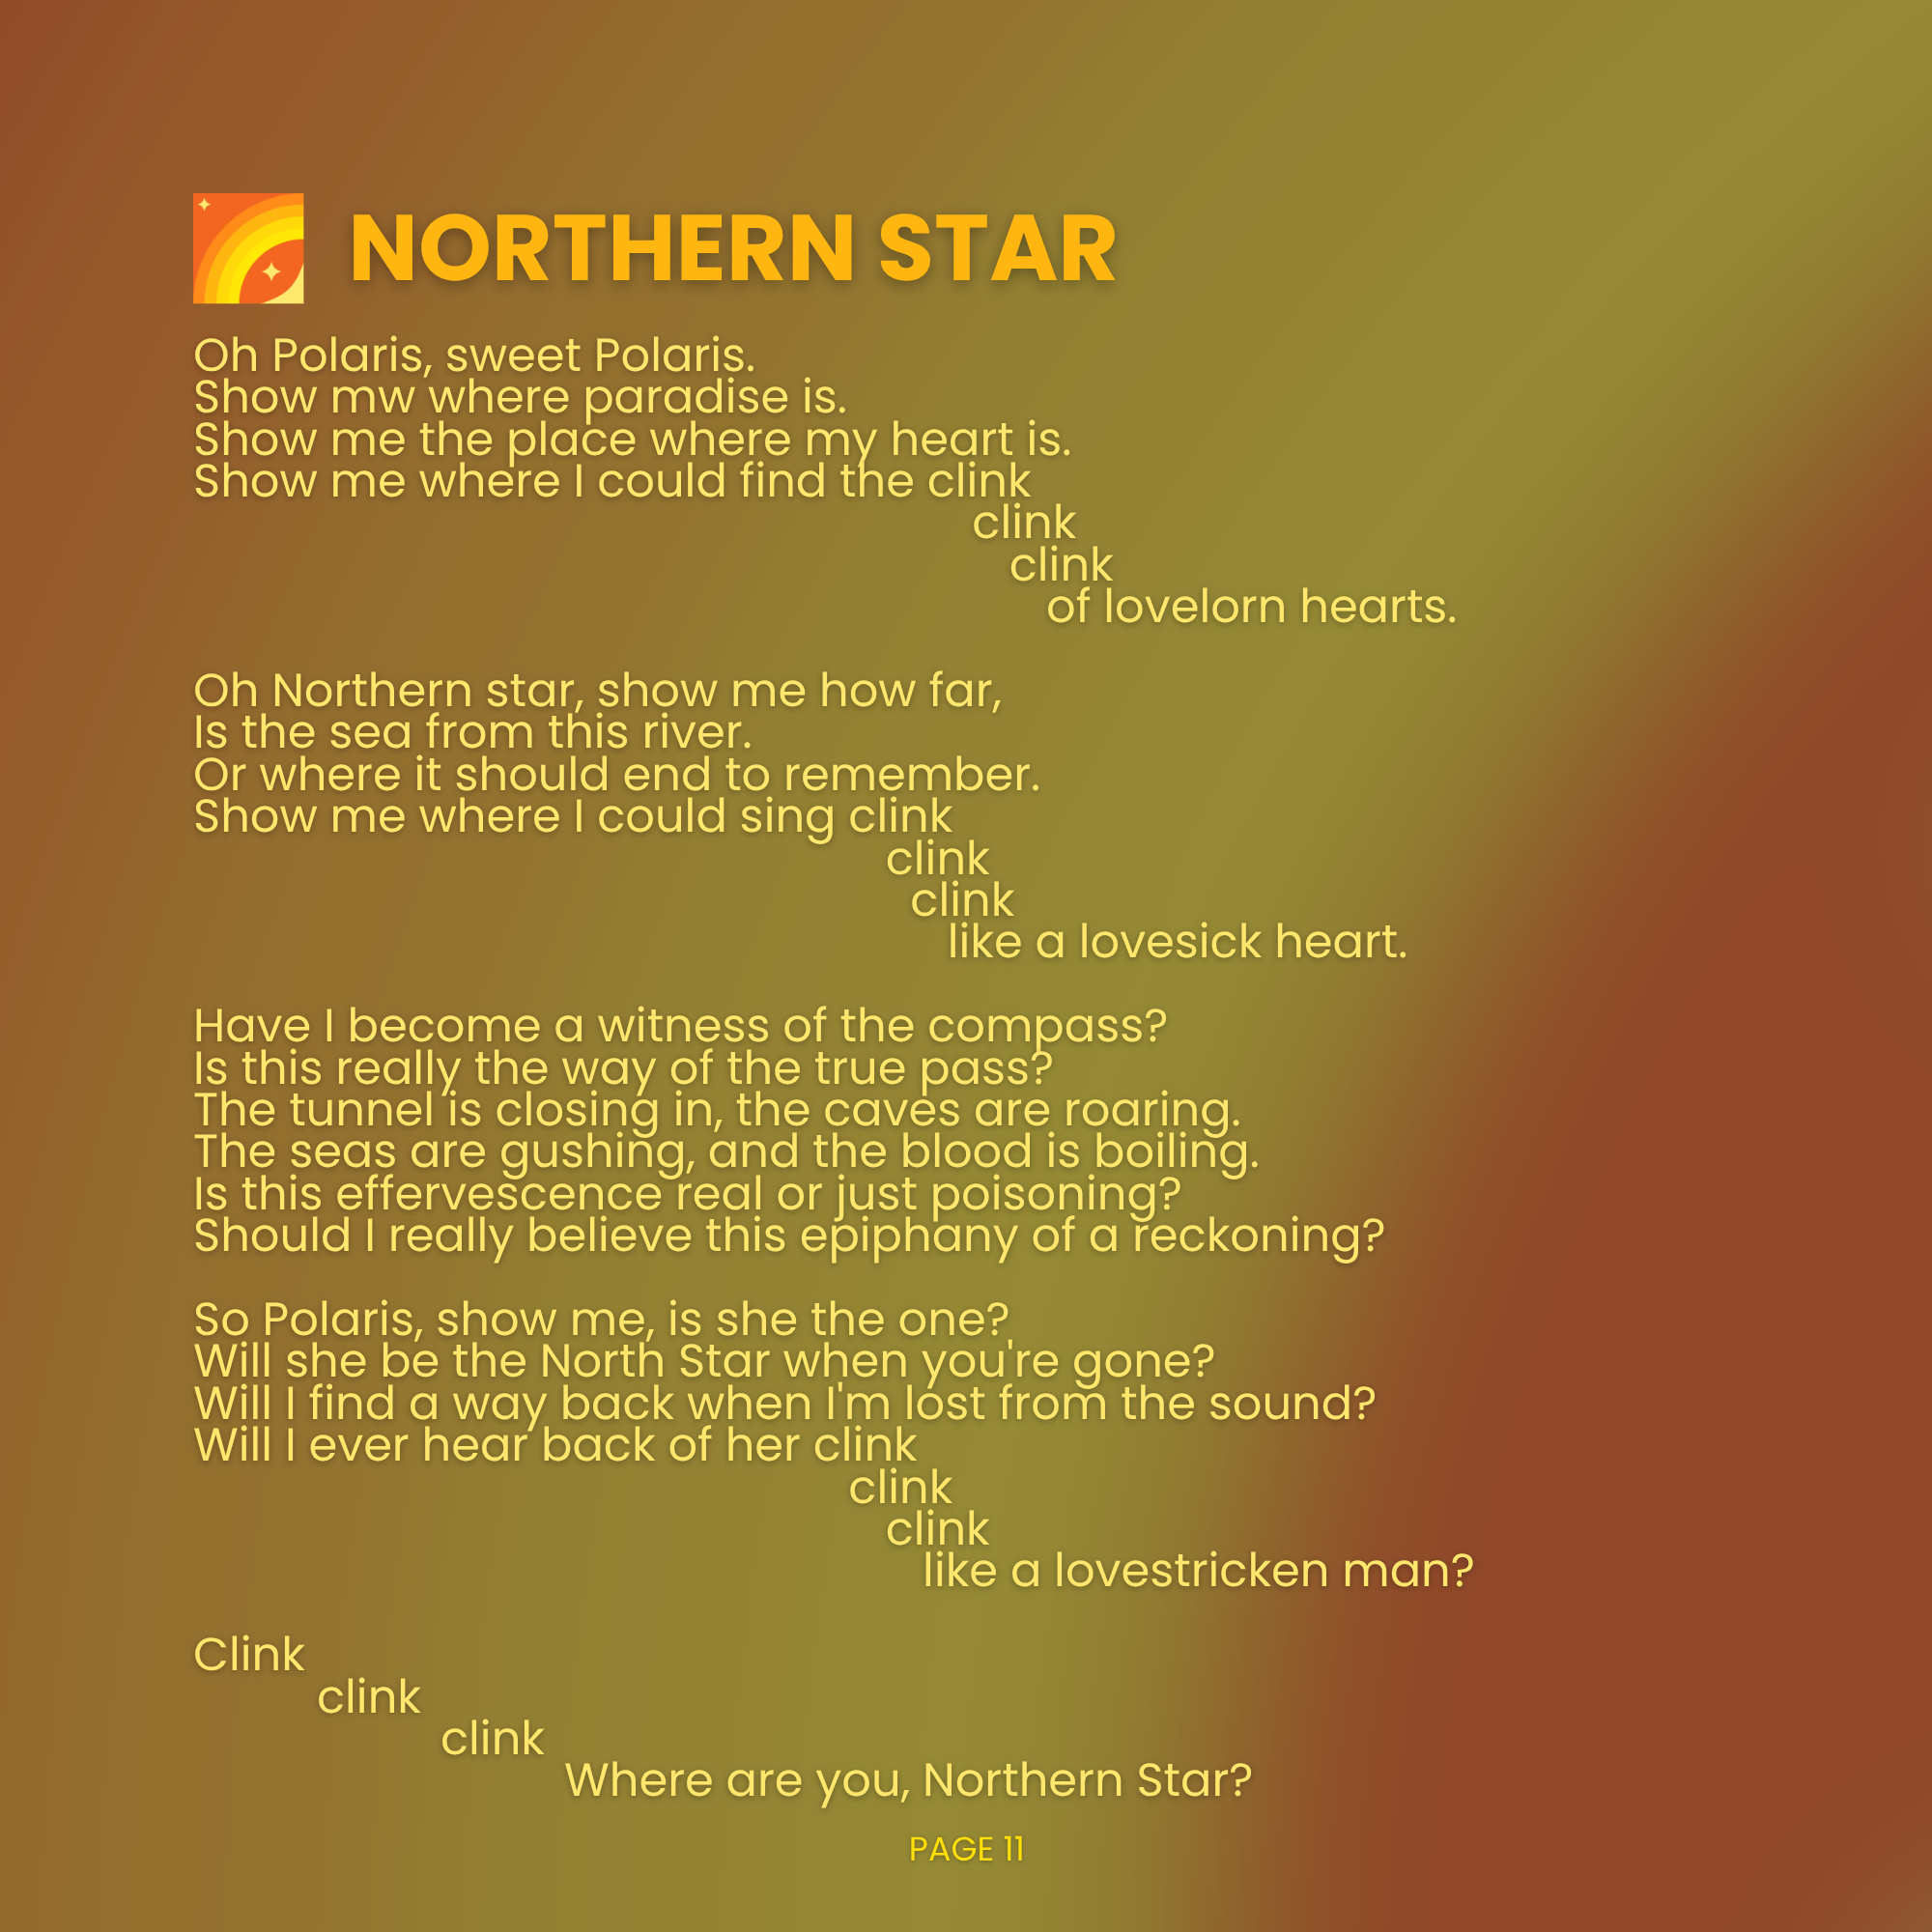 NORTHERN STAR
Oh Polaris, sweet Polaris.
Show mw where paradise is.
Show me the place where my heart is.
Show me where I could find the clink
clink
clink
of lovelorn hearts.
Oh Northern star, show me how far,
Is the sea from this river.
Or where it should end to remember.
Show me where I could sing clink
clink
clink
like a lovesick heart.
Have I become a witness of the compass?
Is this really the way of the true pass?
The tunnel is closing in, the caves are roaring.
The seas are gushing, and the blood is boiling.
Is this effervescence real or just poisoning?
Should I really believe this epiphany of a reckoning?
So Polaris, show me, is she the one?
Will she be the North Star when you're gone?
Will I find a way back when I'm lost from the sound?
Will I ever hear back of her clink
clink
clink
like a lovestricken man?
Clink
clink
clink
Where are you, Northern Star?
PAGE 11